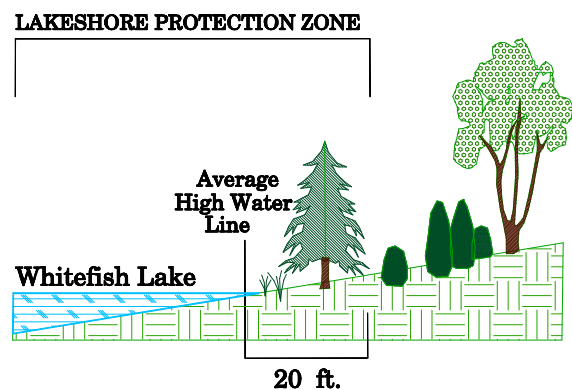 LAKESHORE PROTECTION ZONE
Average
High Water
Line
Whitefish Lake
20 ft.